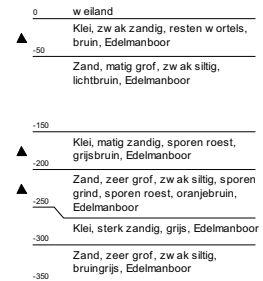 0 weiland
Klei, zwak zandig, resten wortels,
bruin, Edelmanboor
-50
Zand, matig grof, zwak siltig,
lichtbruin, Edelmanboor
-150
Klei, matig zandig, sporen roest,
grijsbruin, Edelmanboor
-200
Zand, zeer grof, zwak siltig, sporen
grind, sporen roest, oranjebruin,
Edelmanboor
-250
Klei, sterk zandig, grijs, Edelmanboor
-300
Zand, zeer grof, zwak siltig,
bruingrijs, Edelmanboor
-350